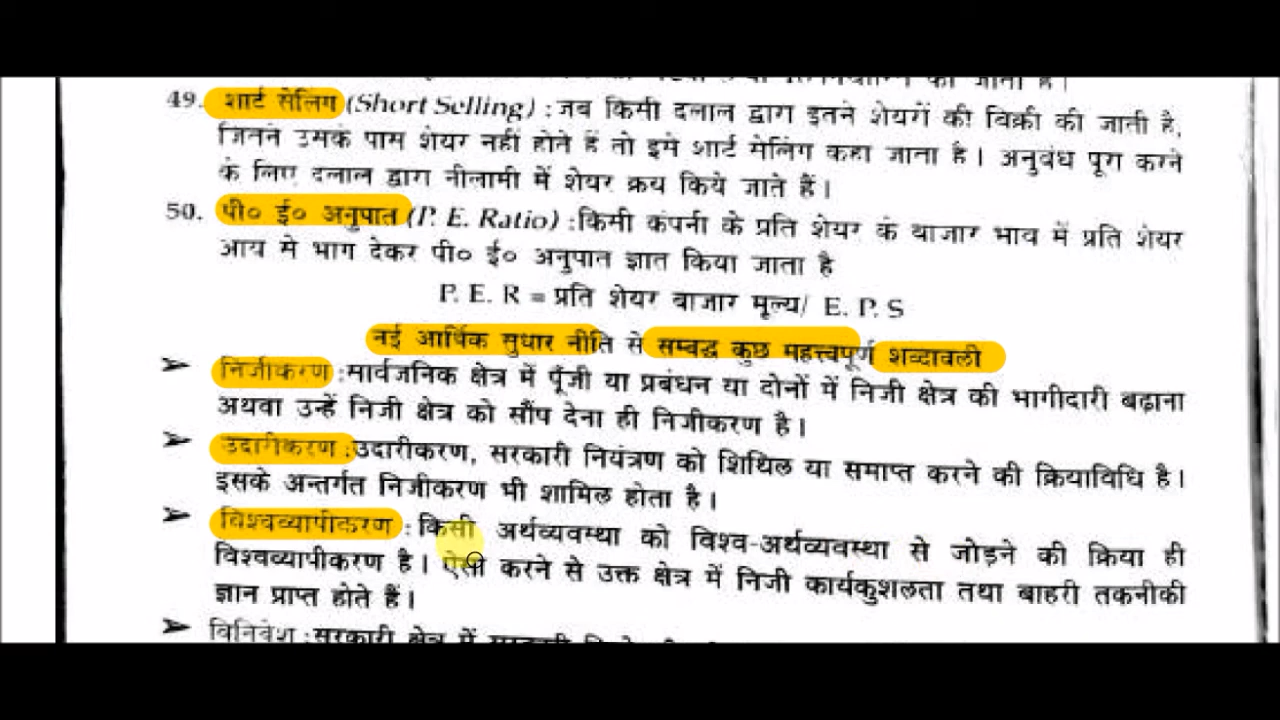 की जाता है।
49. शार्ट सेलिंग (Short Selling) : जब किसी दलाल द्वारा इतने शेयरों की बिक्री की जाती है,
जितने उसके पास शेयर नहीं होते हैं तो इसे शार्ट सेलिंग कहा जाता है। अनुबंध पूरा करने
के लिए दलाल द्वारा नीलामी में शेयर क्रय किये जाते हैं।
50. पी० ई० अनुपात (P. E. Ratio) : किसी कंपनी के प्रति शेयर के बाजार भाव में प्रति शेयर
आय मे भाग देकर पी० ई० अनुपात ज्ञात किया जाता है
P. E. R = प्रति शेयर बाजार मूल्य/ E. P. S
नई आर्थिक सुधार नीति से सम्बद्ध कुछ महत्त्वपूर्ण शब्दावली
➤ निजीकरण : सार्वजनिक क्षेत्र में पूँजी या प्रबंधन या दोनों में निजी क्षेत्र की भागीदारी बढ़ाना
अथवा उन्हें निजी क्षेत्र को सौंप देना ही निजीकरण है।
➤ उदारीकरण : उदारीकरण, सरकारी नियंत्रण को शिथिल या समाप्त करने की क्रियाविधि है।
इसके अन्तर्गत निजीकरण भी शामिल होता है।
➤ विश्वव्यापीकरण : किसी अर्थव्यवस्था को विश्व-अर्थव्यवस्था से जोड़ने की क्रिया ही
विश्वव्यापीकरण है। ऐसी करने से उक्त क्षेत्र में निजी कार्यकुशलता तथा बाहरी तकनीकी
ज्ञान प्राप्त होते हैं।
➤ विनिवेश : सरकारी क्षेत्र में